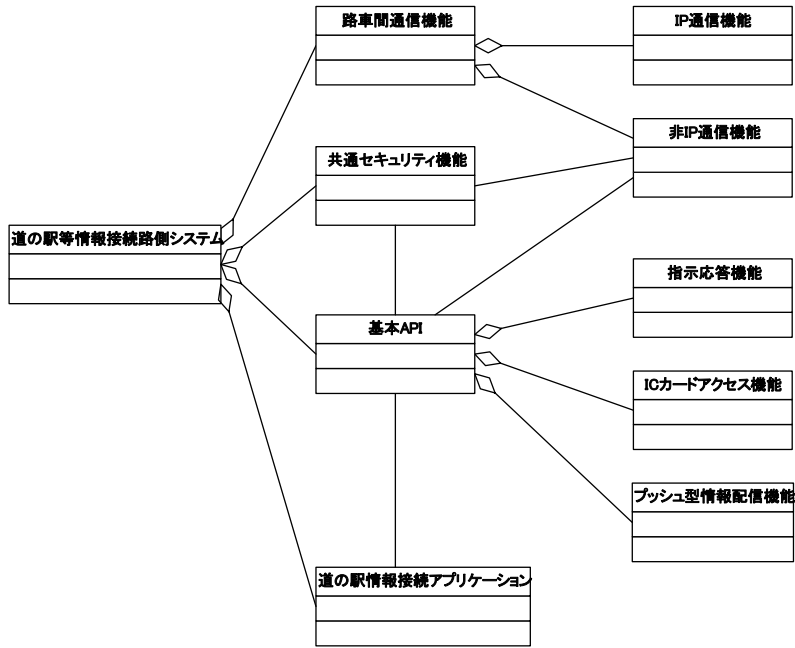 路車間通信機能
IP通信機能
非IP通信機能
共通セキュリティ機能
道の駅等情報接続路側システム
指示応答機能
基本API
ICカードアクセス機能
プッシュ型情報配信機能
道の駅情報接続アプリケーション